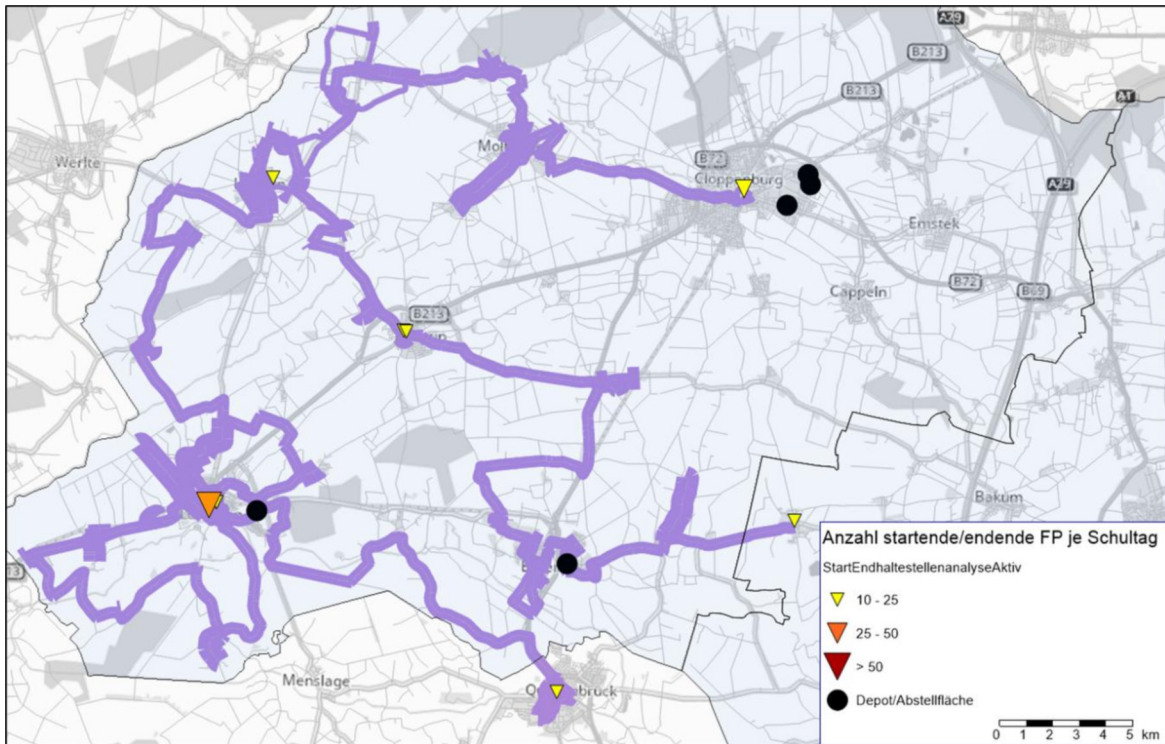 A29
B213
B213
A1
Werlte
B72
Cloppenburg
A29
Emstek
B72
B69
Cappeln
B213
Bakum
Menslage
Anzahl startende/endende FP je Schultag
StartEndhaltestellenanalyseAktiv
10 - 25
25 - 50
> 50
Depot/Abstellfläche
0 1 2 3 4 5 km